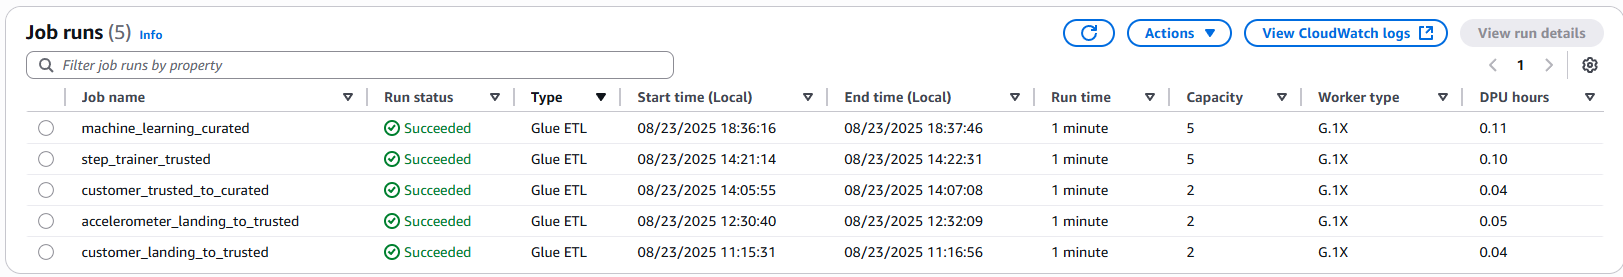 Job runs (5) Info Actions View CloudWatch logs View run details
Filter job runs by property 1
Job name Run status Type Start time (Local) End time (Local) Run time Capacity Worker type DPU hours
machine_learning_curated Succeeded Glue ETL 08/23/2025 18:36:16 08/23/2025 18:37:46 1 minute 5 G.1X 0.11
step_trainer_trusted Succeeded Glue ETL 08/23/2025 14:21:14 08/23/2025 14:22:31 1 minute 5 G.1X 0.10
customer_trusted_to_curated Succeeded Glue ETL 08/23/2025 14:05:55 08/23/2025 14:07:08 1 minute 2 G.1X 0.04
accelerometer_landing_to_trusted Succeeded Glue ETL 08/23/2025 12:30:40 08/23/2025 12:32:09 1 minute 2 G.1X 0.05
customer_landing_to_trusted Succeeded Glue ETL 08/23/2025 11:15:31 08/23/2025 11:16:56 1 minute 2 G.1X 0.04